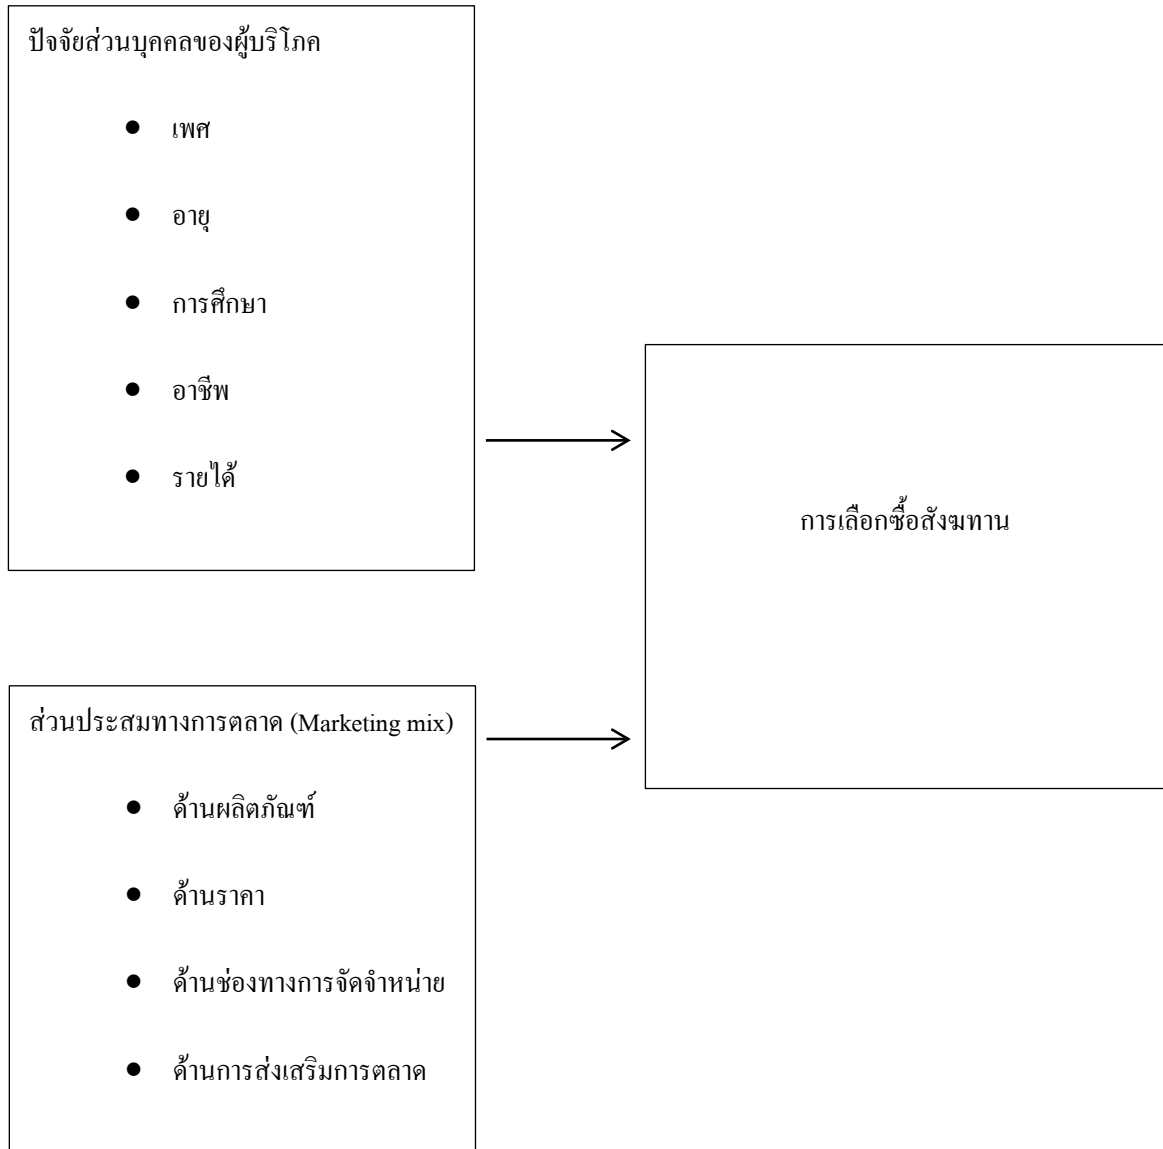 ปัจจัยส่วนบุคคลของผู้บริโภค
● เพศ
● อายุ
● การศึกษา
● อาชีพ
● รายได้
การเลือกซื้อสังฆทาน
ส่วนประสมทางการตลาด (Marketing mix)
● ด้านผลิตภัณฑ์
● ด้านราคา
● ด้านช่องทางการจัดจำหน่าย
● ด้านการส่งเสริมการตลาด